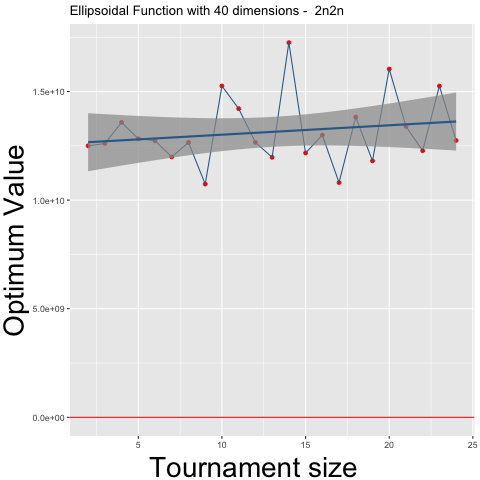 Ellipsoidal Function with 40 dimensions - 2n2n
Optimum Value
1.5e+10
1.0e+10
5.0e+09
0.0e+00
5 10 15 20 25
Tournament size